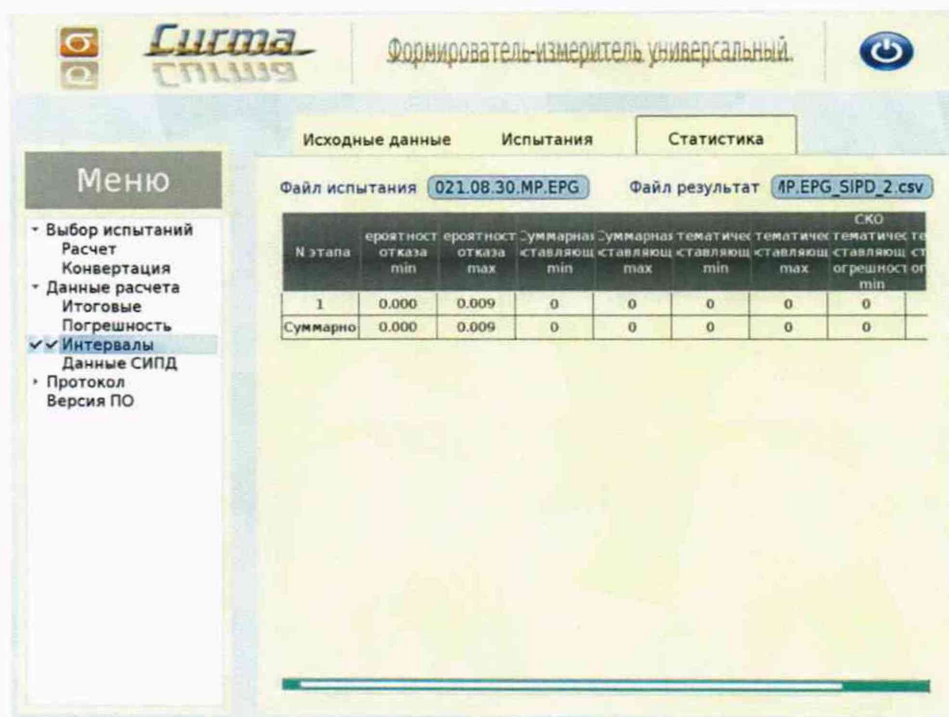 σ
Сигма
Формирователь-измеритель универсальный.
Исходные данные
Испытания
Статистика
Меню
Файл испытания
021.08.30.MP.EPG
Файл результат
MP.EPG_SIPD_2.csv
Выбор испытаний
Расчет
Конвертация
Данные расчета
Итоговые
Погрешность
Интервалы
Данные СИПД
Протокол
Версия ПО
N этапа
ероятност
отказа
min
ероятност
отказа
max
Суммарная
ставляющ
min
Суммарная
ставляющ
max
тематичес
ставляющ
min
тематичес
ставляющ
max
СКО
тематичес
ставляющ
огрешност
min
те
ст
ог
1 0.000 0.009 0 0 0 0 0
Суммарно 0.000 0.009 0 0 0 0 0